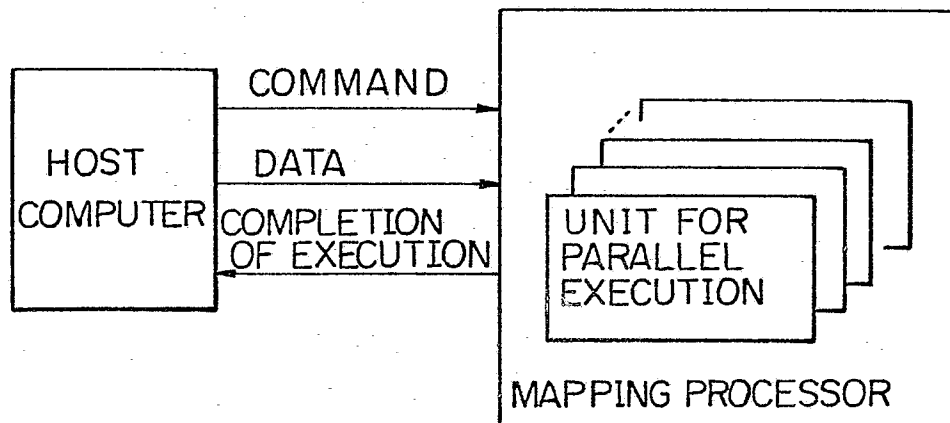 HOST
COMPUTER
COMMAND
DATA
COMPLETION
OF EXECUTION
UNIT FOR
PARALLEL
EXECUTION
MAPPING PROCESSOR